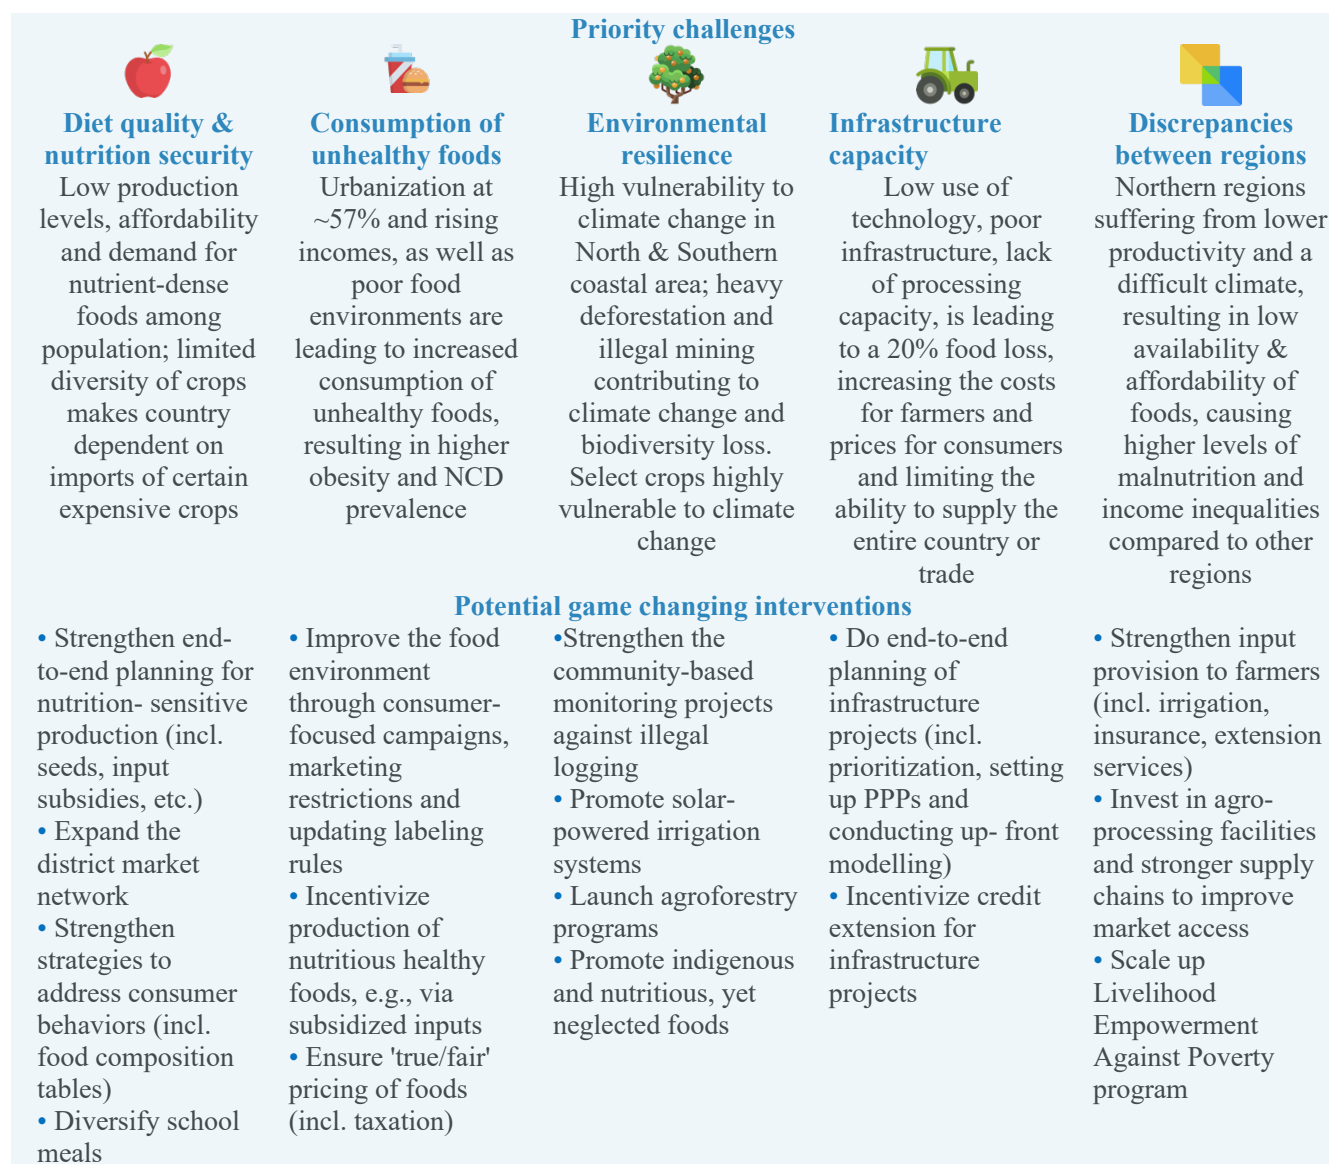 Priority challenges
Diet quality &
nutrition security
Low production
levels, affordability
and demand for
nutrient-dense
foods among
population; limited
diversity of crops
makes country
dependent on
imports of certain
expensive crops
Consumption of
unhealthy foods
Urbanization at
~57% and rising
incomes, as well as
poor food
environments are
leading to increased
consumption of
unhealthy foods,
resulting in higher
obesity and NCD
prevalence
Environmental
resilience
High vulnerability to
climate change in
North & Southern
coastal area; heavy
deforestation and
illegal mining
contributing to
climate change and
biodiversity loss.
Select crops highly
vulnerable to climate
change
Infrastructure
capacity
Low use of
technology, poor
infrastructure, lack
of processing
capacity, is leading
to a 20% food loss,
increasing the costs
for farmers and
prices for consumers
and limiting the
ability to supply the
entire country or
trade
Discrepancies
between regions
Northern regions
suffering from lower
productivity and a
difficult climate,
resulting in low
availability &
affordability of
foods, causing
higher levels of
malnutrition and
income inequalities
compared to other
regions
Potential game changing interventions
• Strengthen end-
to-end planning for
nutrition- sensitive
production (incl.
seeds, input
subsidies, etc.)
• Expand the
district market
network
• Strengthen
strategies to
address consumer
behaviors (incl.
food composition
tables)
• Diversify school
meals
• Improve the food
environment
through consumer-
focused campaigns,
marketing
restrictions and
updating labeling
rules
• Incentivize
production of
nutritious healthy
foods, e.g., via
subsidized inputs
• Ensure 'true/fair'
pricing of foods
(incl. taxation)
•Strengthen the
community-based
monitoring projects
against illegal
logging
• Promote solar-
powered irrigation
systems
• Launch agroforestry
programs
• Promote indigenous
and nutritious, yet
neglected foods
• Do end-to-end
planning of
infrastructure
projects (incl.
prioritization, setting
up PPPs and
conducting up- front
modelling)
• Incentivize credit
extension for
infrastructure
projects
• Strengthen input
provision to farmers
(incl. irrigation,
insurance, extension
services)
• Invest in agro-
processing facilities
and stronger supply
chains to improve
market access
• Scale up
Livelihood
Empowerment
Against Poverty
program